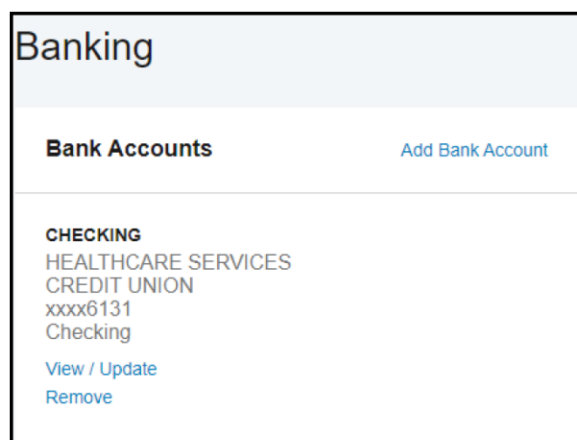 Banking
Bank Accounts
Add Bank Account
CHECKING
HEALTHCARE SERVICES
CREDIT UNION
xxxx6131
Checking
View / Update
Remove